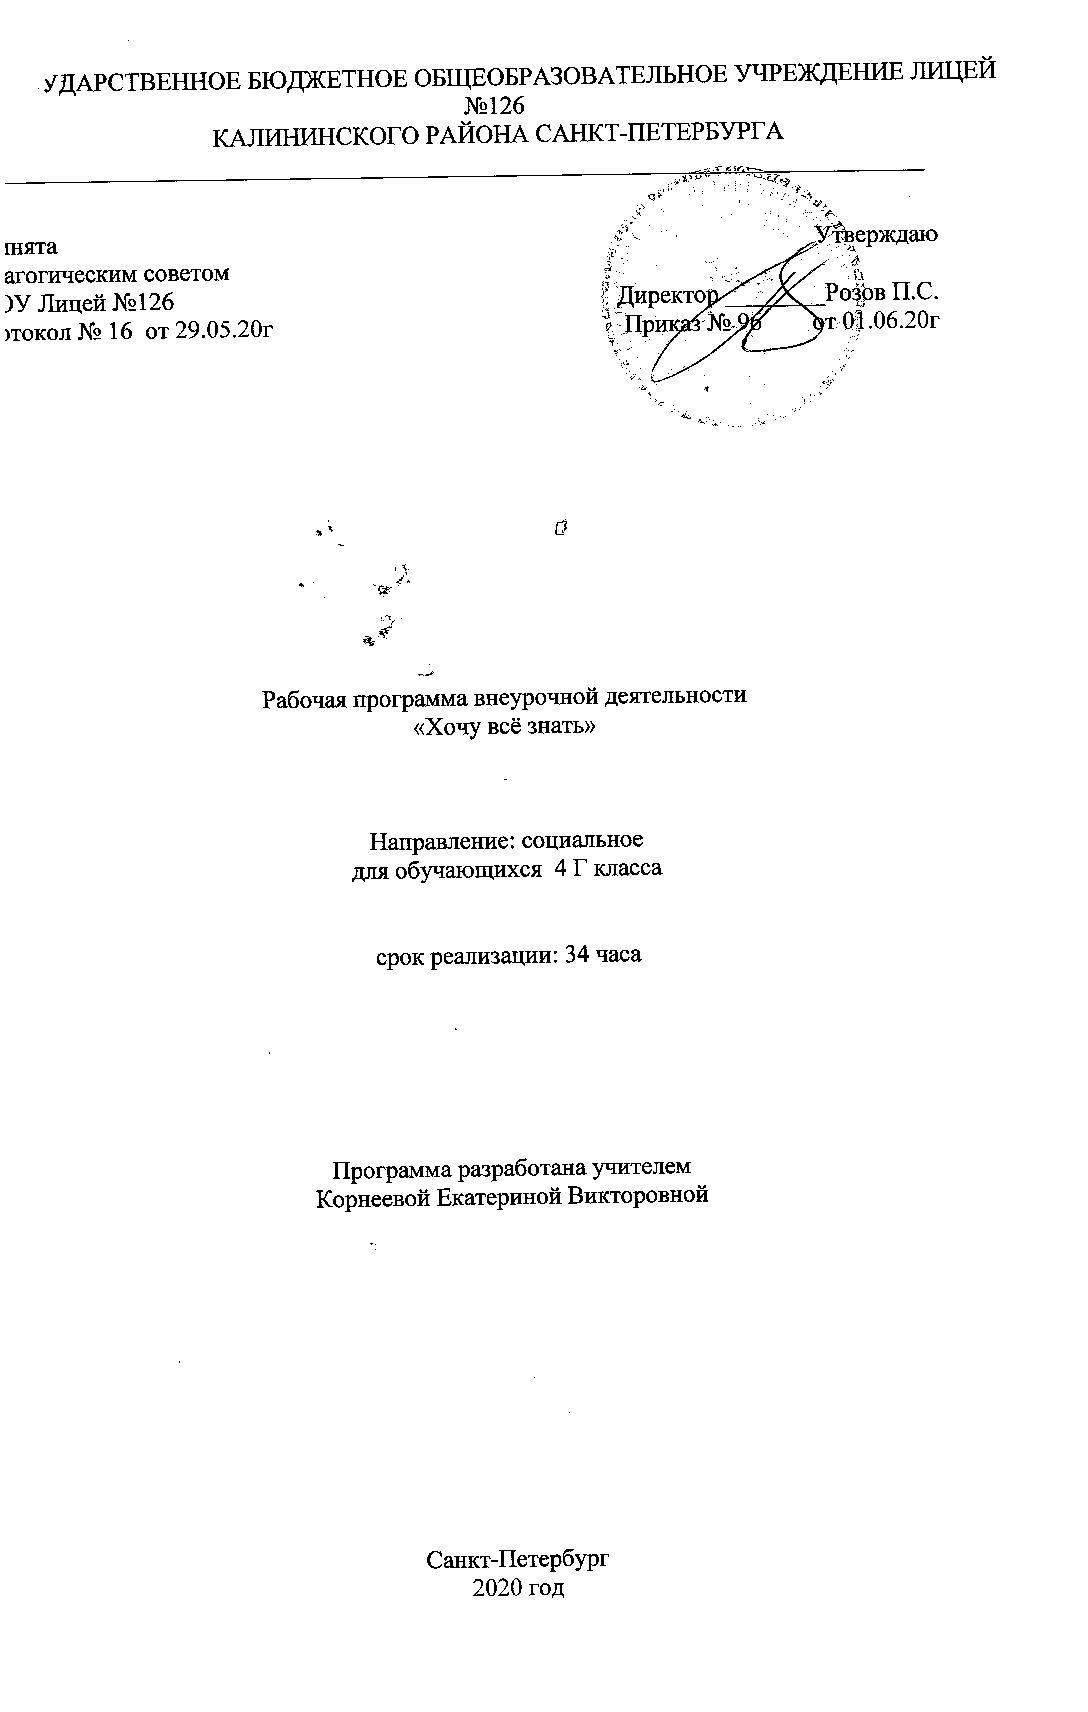 УДАРСТВЕННОЕ БЮДЖЕТНОЕ ОБЩЕОБРАЗОВАТЕЛЬНОЕ УЧРЕЖДЕНИЕ ЛИЦЕЙ
№126
КАЛИНИНСКОГО РАЙОНА САНКТ-ПЕТЕРБУРГА
нята
агогическим советом
ОУ Лицей №126
отокол № 16 от 29.05.20г
Утверждаю
Директор ________ Розов П.С.
Приказ № 96 от 01.06.20г
Рабочая программа внеурочной деятельности
«Хочу всё знать»
Направление: социальное
для обучающихся 4 Г класса
срок реализации: 34 часа
Программа разработана учителем
Корнеевой Екатериной Викторовной
Санкт-Петербург
2020 год